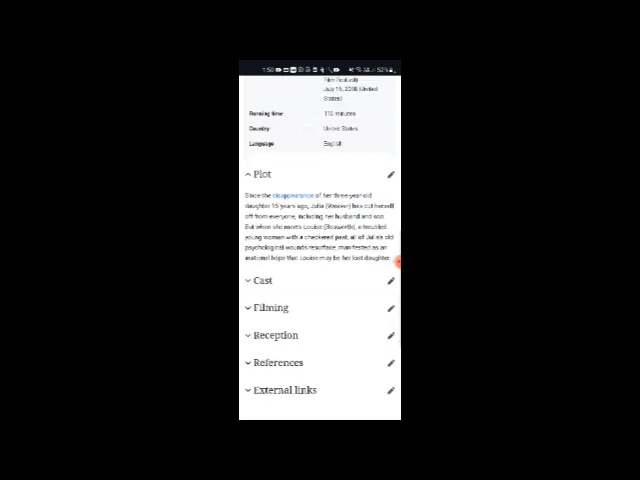 1:50 52%
Film Festival)
July 15, 2008 (United
States)
Running time 110 minutes
Country United States
Language English
Plot
Since the disappearance of her three-year-old
daughter 15 years ago, Julia (Weaver) has cut herself
off from everyone, including her husband and son.
But when she meets Louise (Bosworth), a troubled
young woman with a checkered past, all of Julia's old
psychological wounds resurface, manifested as an
irrational hope that Louise may be her lost daughter.
Cast
Filming
Reception
References
External links